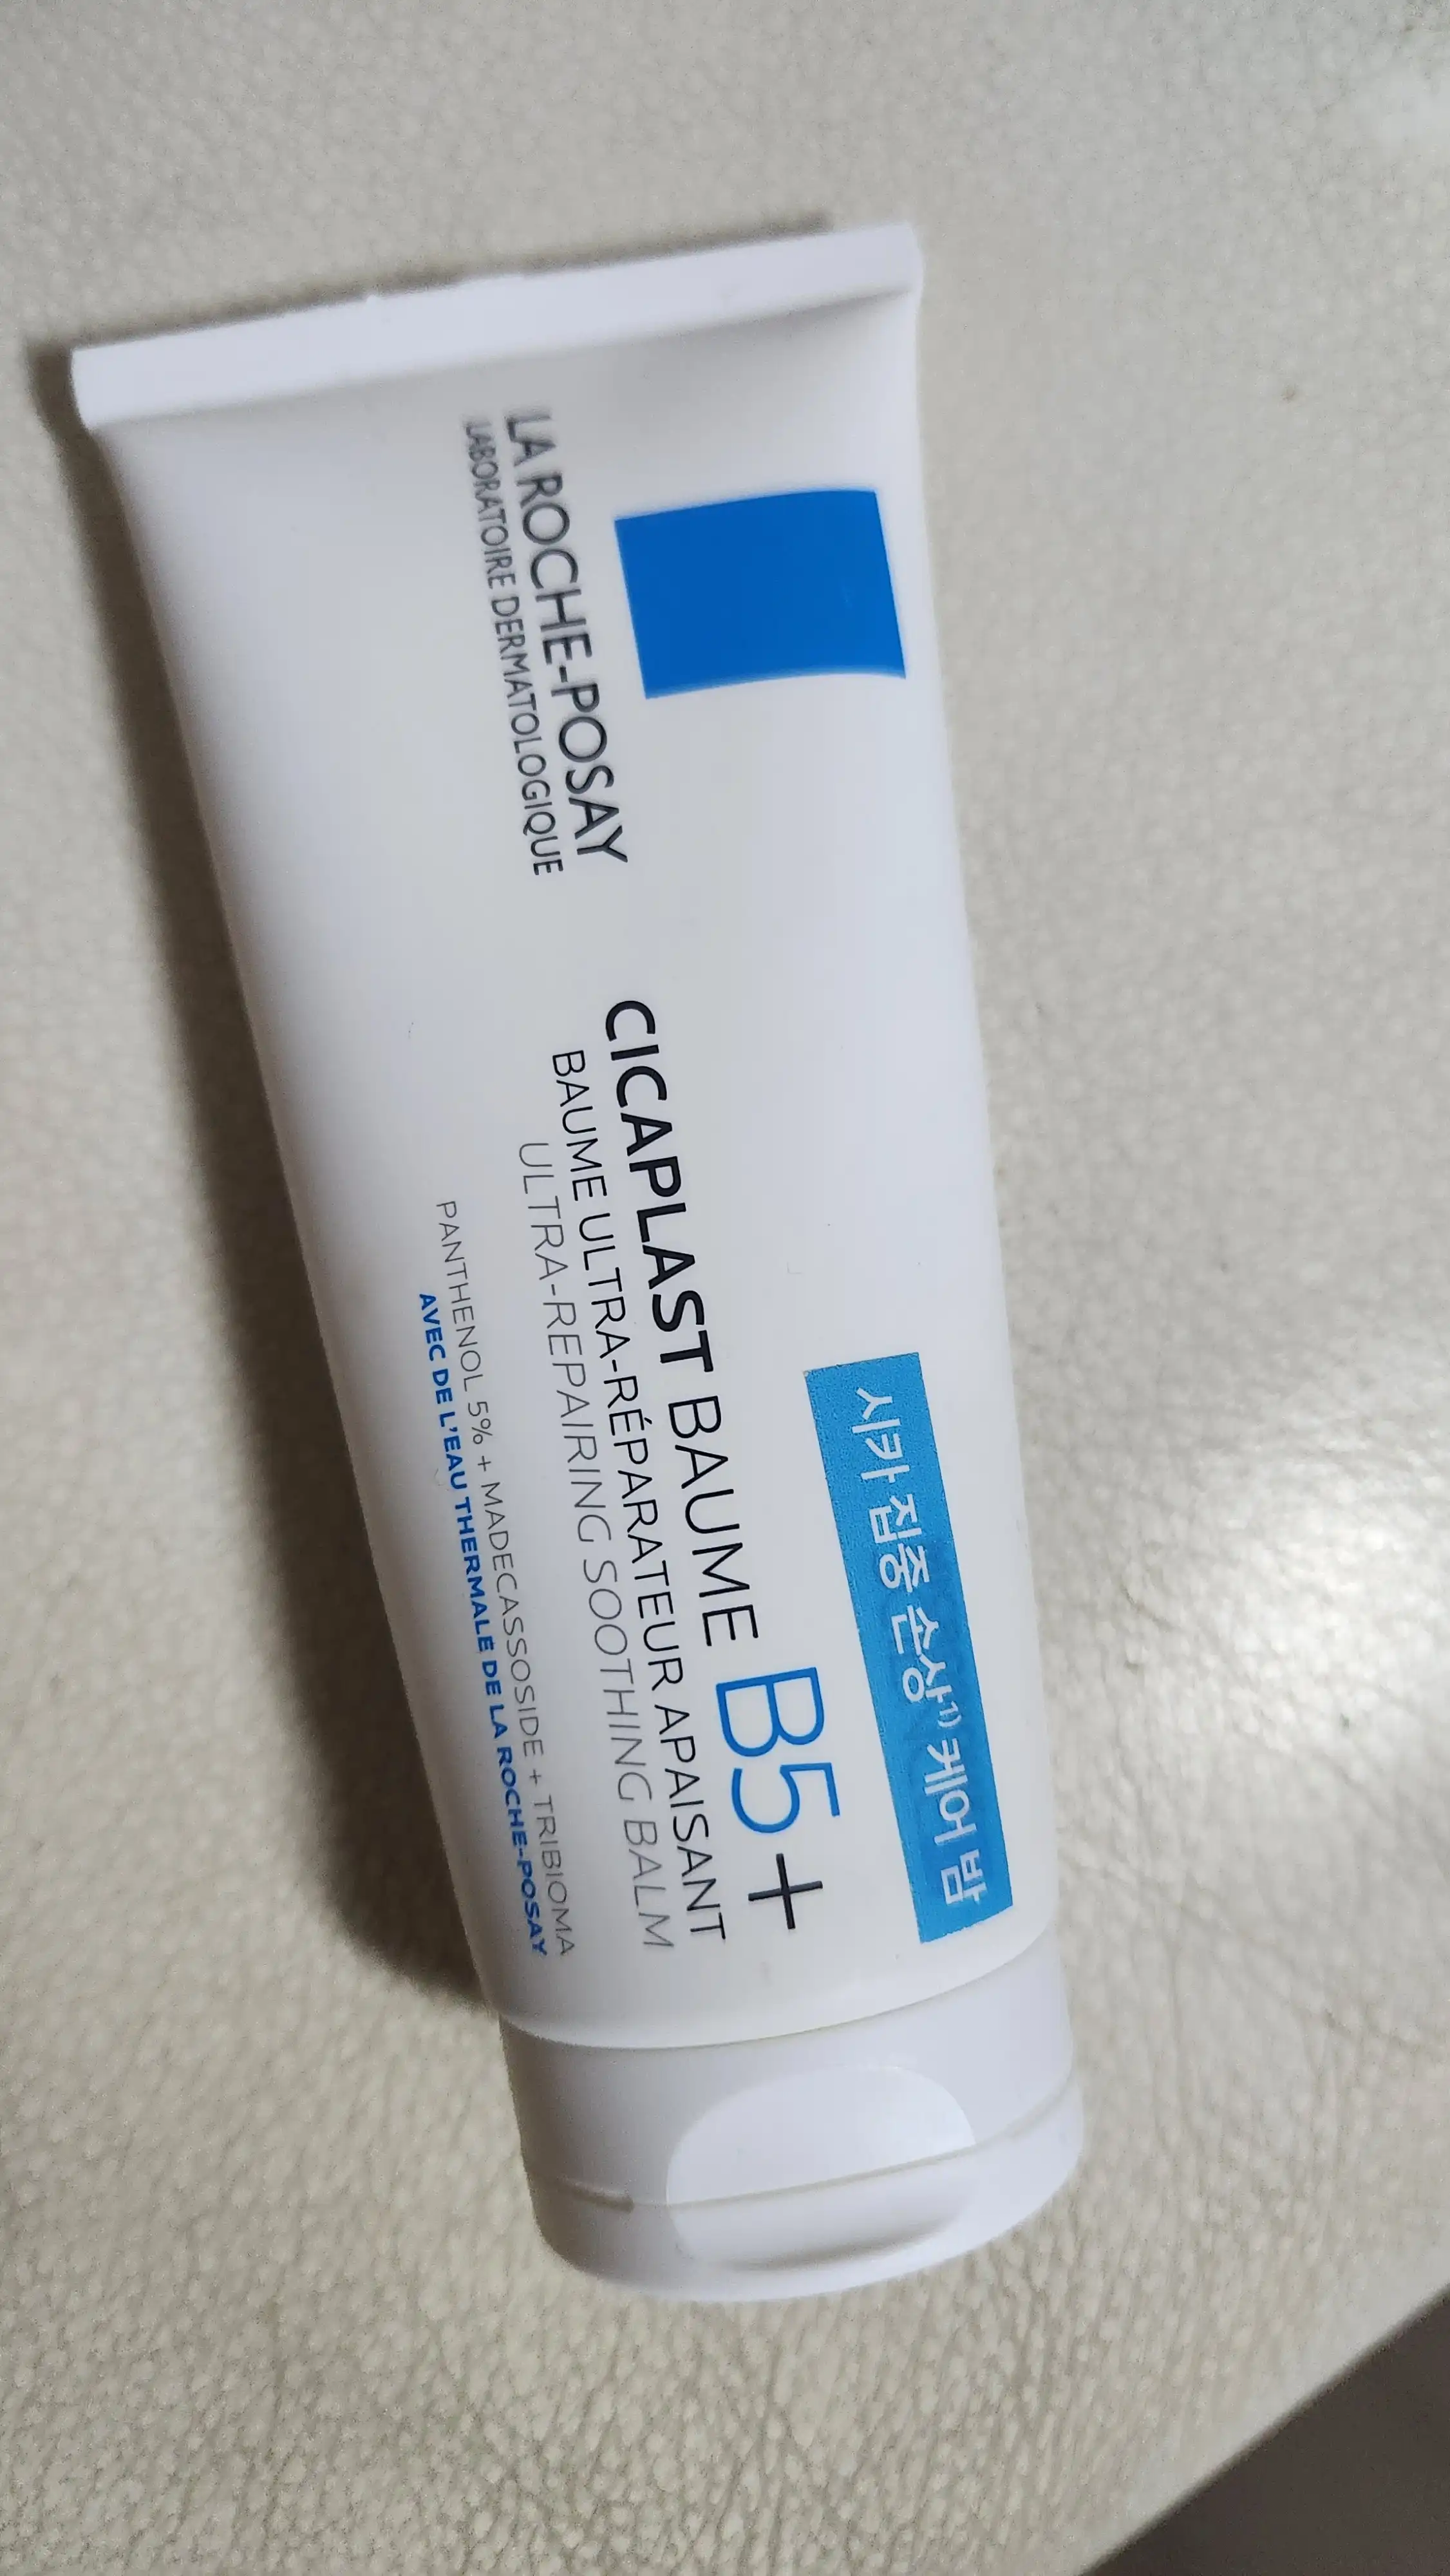 LA ROCHE-POSAY
LABORATOIRE DERMATOLOGIQUE
시카 집중 손상¹⁾ 케어 밤
CICAPLAST BAUME B5+
BAUME ULTRA-RÉPARATEUR APAISANT
ULTRA-REPAIRING SOOTHING BALM
PANTHENOL 5% + MADECASSOSIDE + TRIBIOMA
AVEC DE L'EAU THERMALE DE LA ROCHE-POSAY